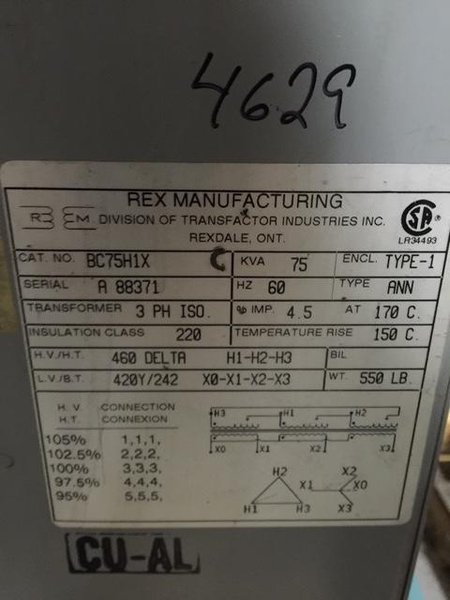 4629
REX MANUFACTURING
REM DIVISION OF TRANSFACTOR INDUSTRIES INC.
REXDALE, ONT.
LR34493
CAT. NO. BC75H1X KVA 75 ENCL. TYPE-1
SERIAL A 88371 HZ 60 TYPE ANN
TRANSFORMER 3 PH ISO. % IMP. 4.5 AT 170 C.
INSULATION CLASS 220 TEMPERATURE RISE 150 C.
H.V./H.T. 460 DELTA H1-H2-H3 BIL
L.V./B.T. 420Y/242 X0-X1-X2-X3 WT. 550 LB.
H. V. CONNECTION
H.T. CONNEXION
105% 1,1,1,
102.5% 2,2,2,
100% 3,3,3,
97.5% 4,4,4,
95% 5,5,5,
H3 H1 H2
X0 X1 X2 X3
H2 X2
X1 X0
H1 H3 X3
CU-AL